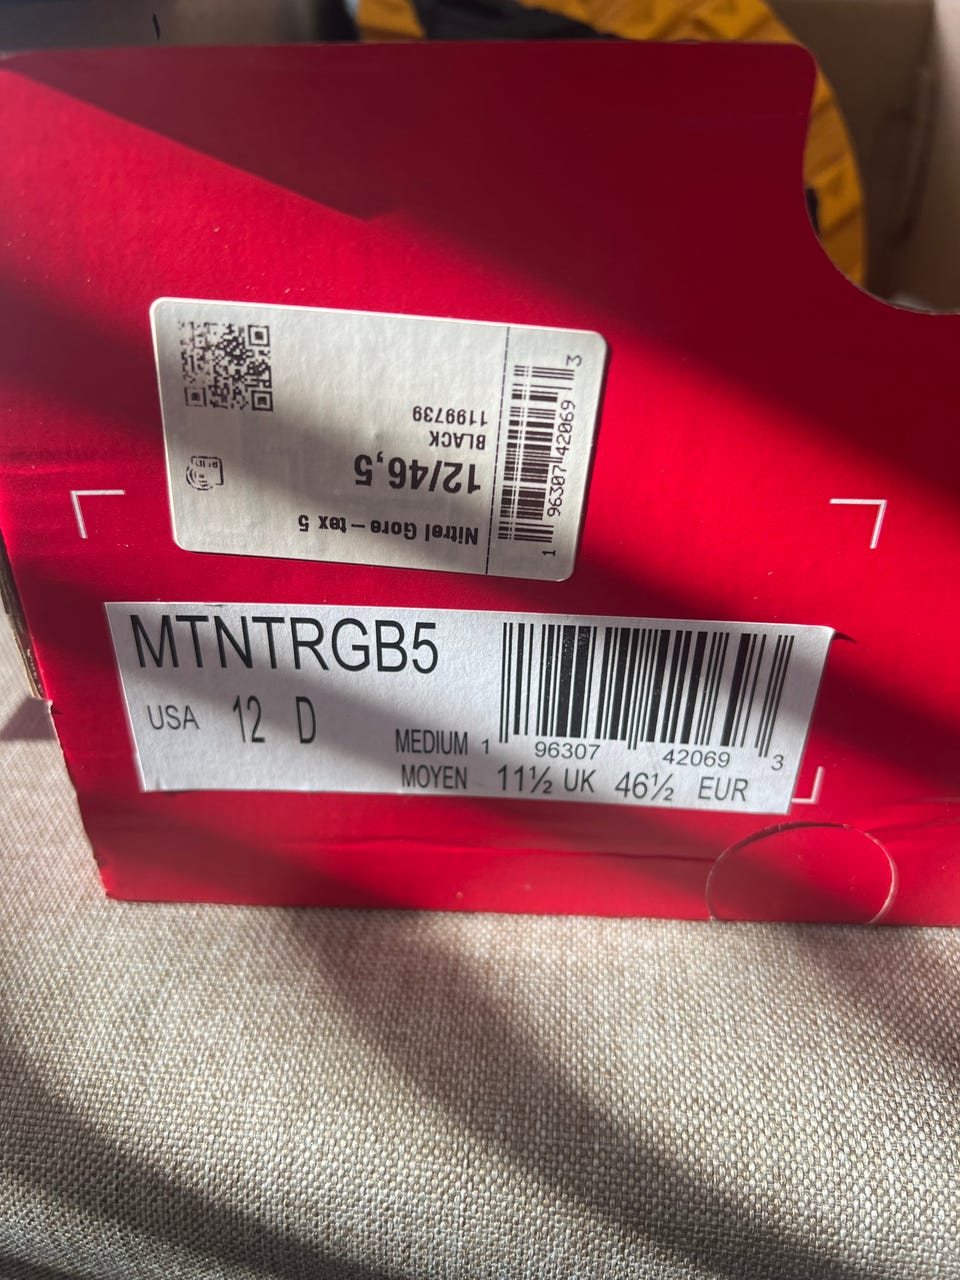 Nitrel Gore-tex 5
12/46,5
BLACK
1199739
1 96307 42069 3
MTNTRGB5
USA 12 D
MEDIUM
MOYEN
1 96307 42069 3
11½ UK 46½ EUR